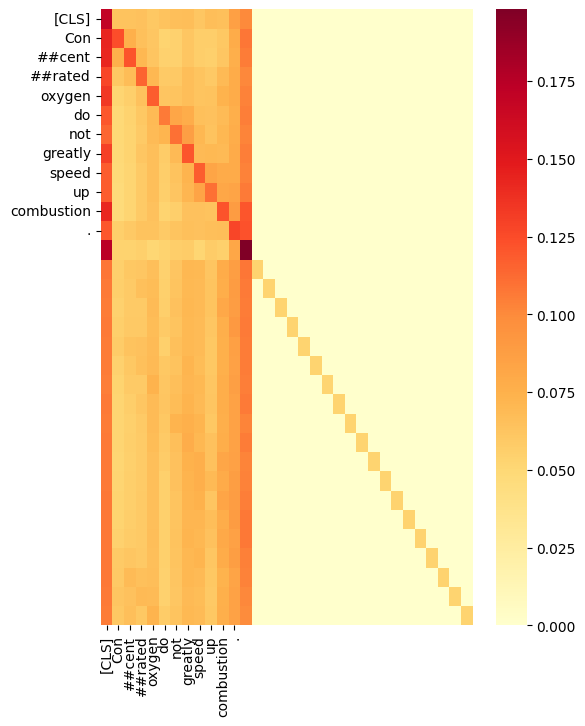 [CLS]
Con
##cent
##rated
oxygen
do
not
greatly
speed
up
combustion
.
[CLS]
Con
##cent
##rated
oxygen
do
not
greatly
speed
up
combustion
.
0.175
0.150
0.125
0.100
0.075
0.050
0.025
0.000